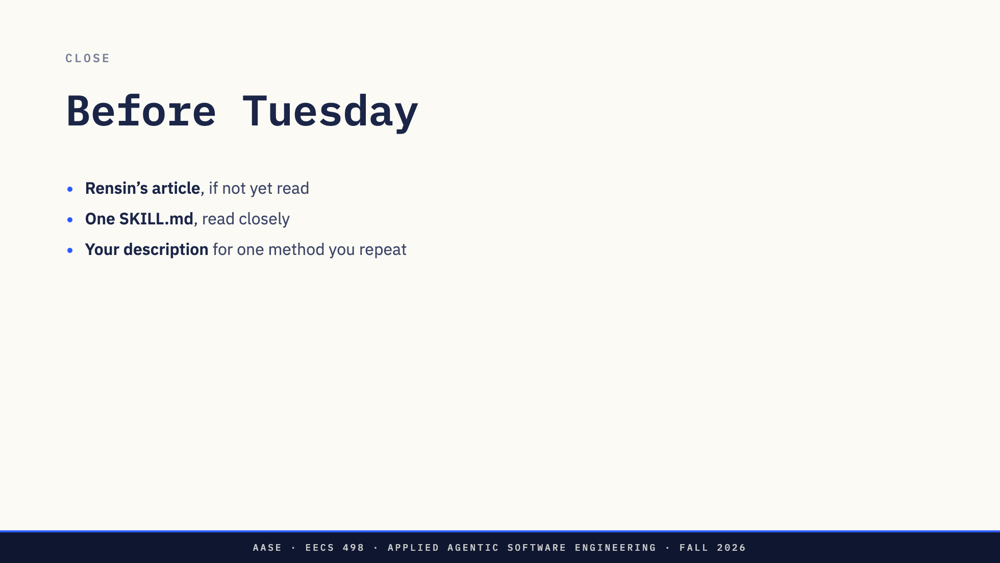 CLOSE
Before Tuesday
• Rensin’s article, if not yet read
• One SKILL.md, read closely
• Your description for one method you repeat
AASE · EECS 498 · APPLIED AGENTIC SOFTWARE ENGINEERING · FALL 2026